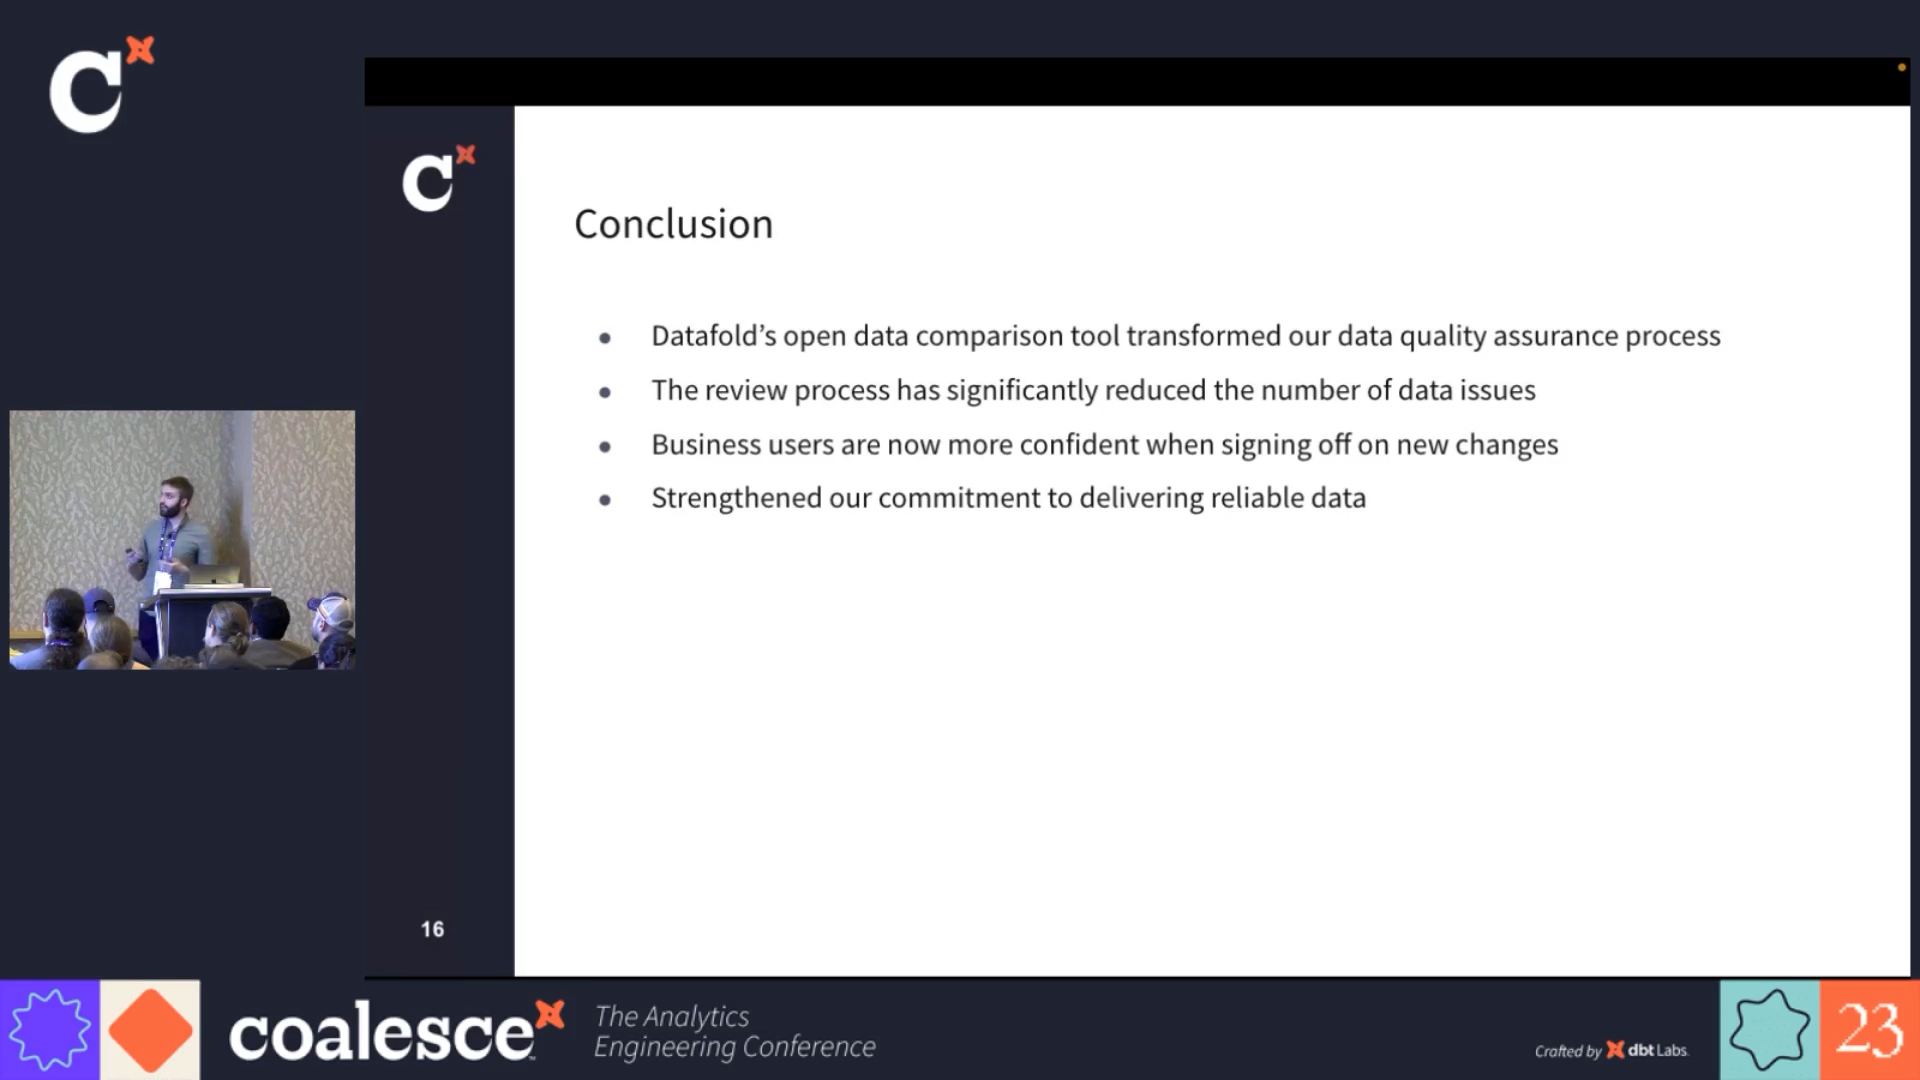 Conclusion
● Datafold’s open data comparison tool transformed our data quality assurance process
● The review process has significantly reduced the number of data issues
● Business users are now more confident when signing off on new changes
● Strengthened our commitment to delivering reliable data
16
coalesce
The Analytics
Engineering Conference
Crafted by dbt Labs
23